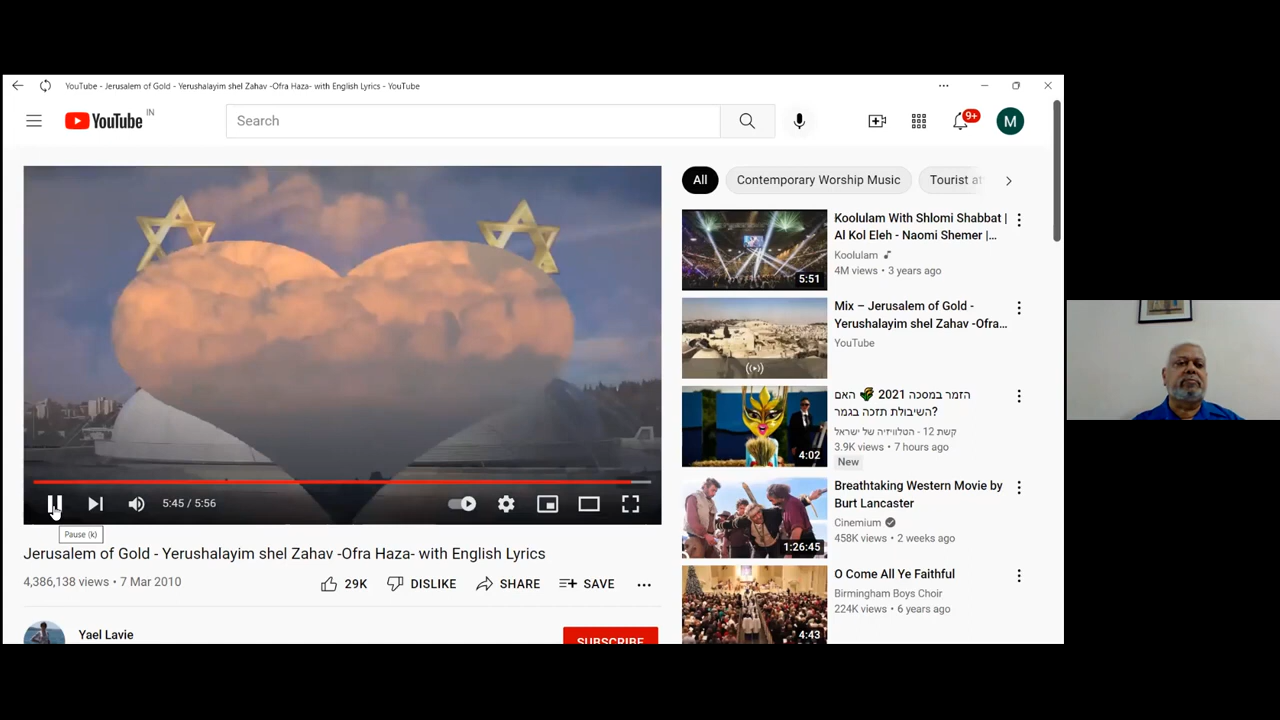 YouTube - Jerusalem of Gold - Yerushalayim shel Zahav -Ofra Haza- with English Lyrics - YouTube
YouTube IN
Search
9+
M
All
Contemporary Worship Music
Tourist at
Koolulam With Shlomi Shabbat |
Al Kol Eleh - Naomi Shemer |...
Koolulam
4M views • 3 years ago
5:51
Mix – Jerusalem of Gold -
Yerushalayim shel Zahav -Ofra...
YouTube
הזמר במסכה 2021 🌾 האם
השיבולת תזכה בגמר?
קשת 12 - הטלוויזיה של ישראל
3.9K views • 7 hours ago
New
4:02
Breathtaking Western Movie by
Burt Lancaster
Cinemium
458K views • 2 weeks ago
1:26:45
O Come All Ye Faithful
Birmingham Boys Choir
224K views • 6 years ago
4:43
5:45 / 5:56
Pause (k)
Jerusalem of Gold - Yerushalayim shel Zahav -Ofra Haza- with English Lyrics
4,386,138 views • 7 Mar 2010
29K
DISLIKE
SHARE
SAVE
Yael Lavie
SUBSCRIBE